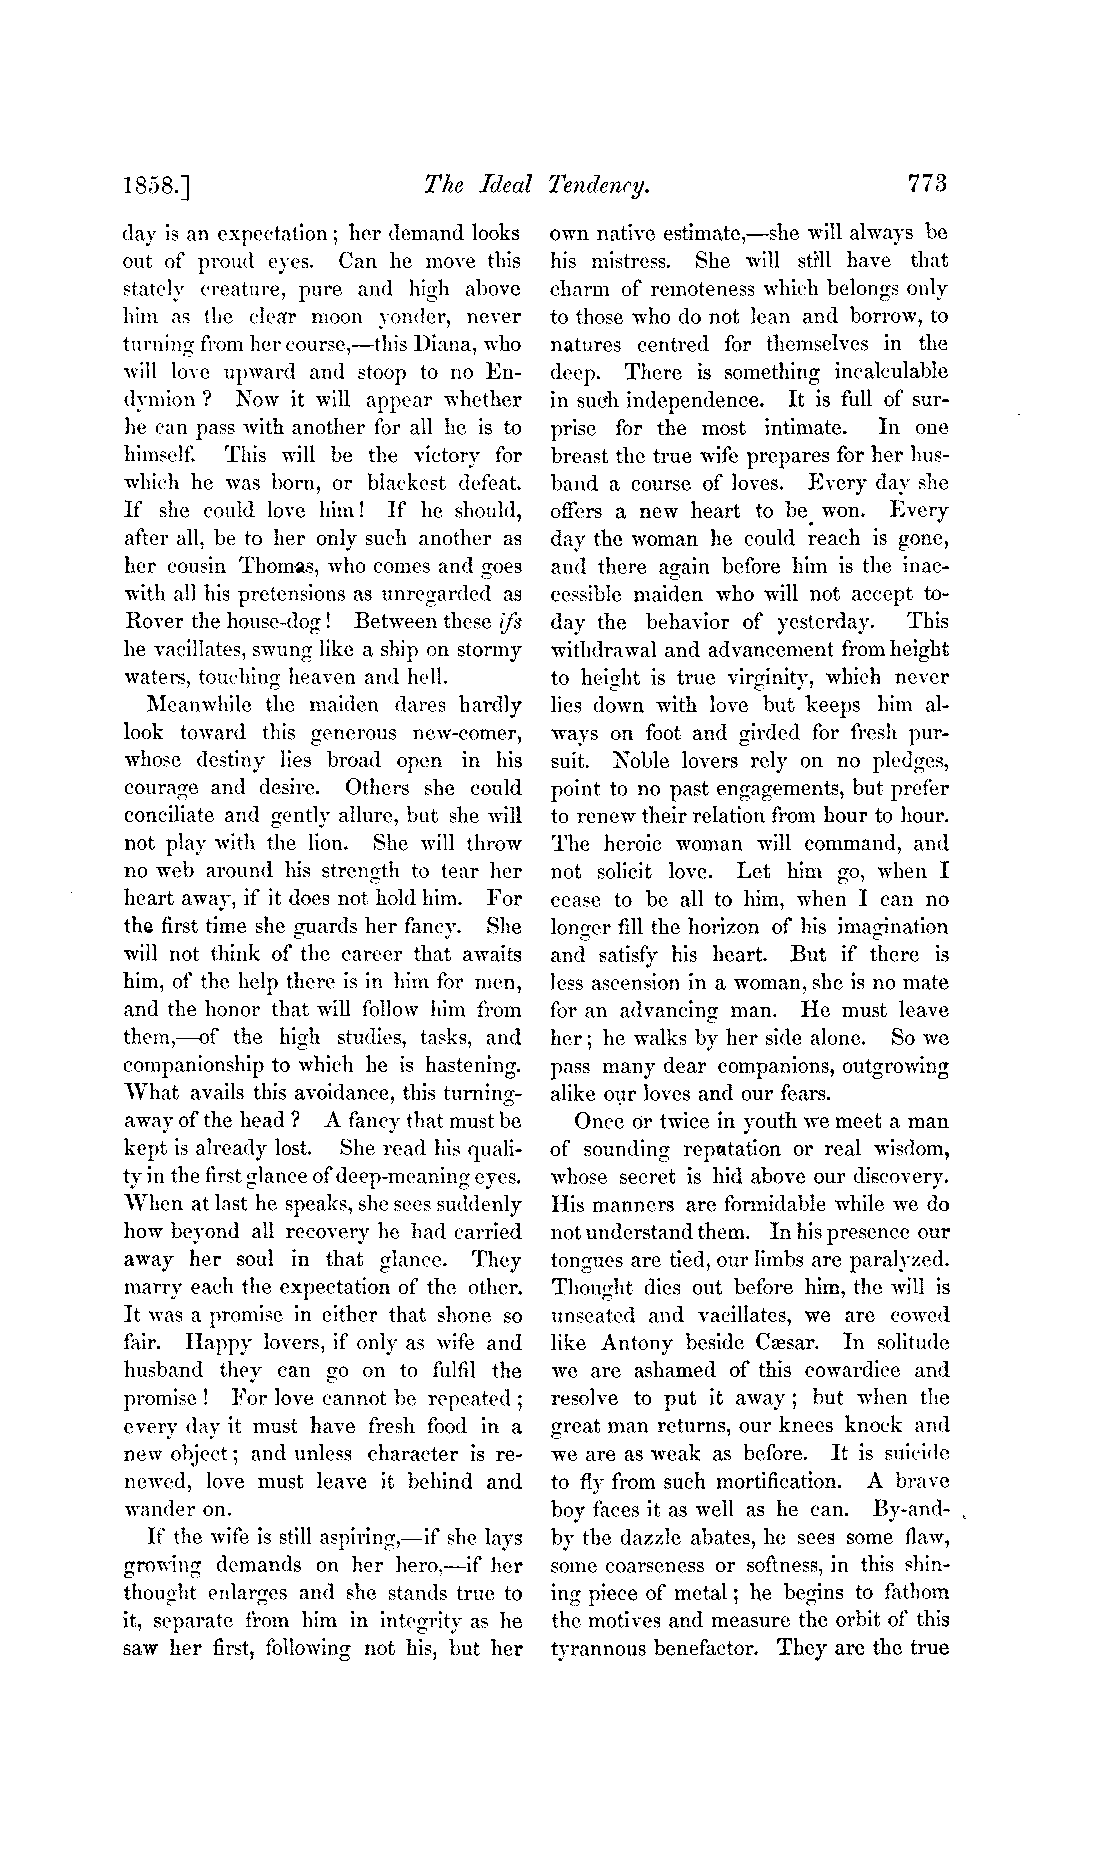 1858.] The Ideal Tendency. 773
day is an expectation; her demand looks
out of proud eyes. Can he move this
stately creature, pure and high above
him as the clear moon yonder, never
turning from her course,—this Diana, who
will love upward and stoop to no En-
dymion? Now it will appear whether
he can pass with another for all he is to
himself. This will be the victory for
which he was born, or blackest defeat.
If she could love him! If he should,
after all, be to her only such another as
her cousin Thomas, who comes and goes
with all his pretensions as unregarded as
Rover the house-dog! Between these ifs
he vacillates, swung like a ship on stormy
waters, touching heaven and hell.
Meanwhile the maiden dares hardly
look toward this generous new-comer,
whose destiny lies broad open in his
courage and desire. Others she could
conciliate and gently allure, but she will
not play with the lion. She will throw
no web around his strength to tear her
heart away, if it does not hold him. For
the first time she guards her fancy. She
will not think of the career that awaits
him, of the help there is in him for men,
and the honor that will follow him from
them,—of the high studies, tasks, and
companionship to which he is hastening.
What avails this avoidance, this turning-
away of the head? A fancy that must be
kept is already lost. She read his quali-
ty in the first glance of deep-meaning eyes.
When at last he speaks, she sees suddenly
how beyond all recovery he had carried
away her soul in that glance. They
marry each the expectation of the other.
It was a promise in either that shone so
fair. Happy lovers, if only as wife and
husband they can go on to fulfil the
promise! For love cannot be repeated;
every day it must have fresh food in a
new object; and unless character is re-
newed, love must leave it behind and
wander on.
If the wife is still aspiring,—if she lays
growing demands on her hero,—if her
thought enlarges and she stands true to
it, separate from him in integrity as he
saw her first, following not his, but her
own native estimate,—she will always be
his mistress. She will still have that
charm of remoteness which belongs only
to those who do not lean and borrow, to
natures centred for themselves in the
deep. There is something incalculable
in such independence. It is full of sur-
prise for the most intimate. In one
breast the true wife prepares for her hus-
band a course of loves. Every day she
offers a new heart to be won. Every
day the woman he could reach is gone,
and there again before him is the inac-
cessible maiden who will not accept to-
day the behavior of yesterday. This
withdrawal and advancement from height
to height is true virginity, which never
lies down with love but keeps him al-
ways on foot and girded for fresh pur-
suit. Noble lovers rely on no pledges,
point to no past engagements, but prefer
to renew their relation from hour to hour.
The heroic woman will command, and
not solicit love. Let him go, when I
cease to be all to him, when I can no
longer fill the horizon of his imagination
and satisfy his heart. But if there is
less ascension in a woman, she is no mate
for an advancing man. He must leave
her; he walks by her side alone. So we
pass many dear companions, outgrowing
alike our loves and our fears.
Once or twice in youth we meet a man
of sounding reputation or real wisdom,
whose secret is hid above our discovery.
His manners are formidable while we do
not understand them. In his presence our
tongues are tied, our limbs are paralyzed.
Thought dies out before him, the will is
unseated and vacillates, we are cowed
like Antony beside Cæsar. In solitude
we are ashamed of this cowardice and
resolve to put it away; but when the
great man returns, our knees knock and
we are as weak as before. It is suicide
to fly from such mortification. A brave
boy faces it as well as he can. By-and-
by the dazzle abates, he sees some flaw,
some coarseness or softness, in this shin-
ing piece of metal; he begins to fathom
the motives and measure the orbit of this
tyrannous benefactor. They are the true